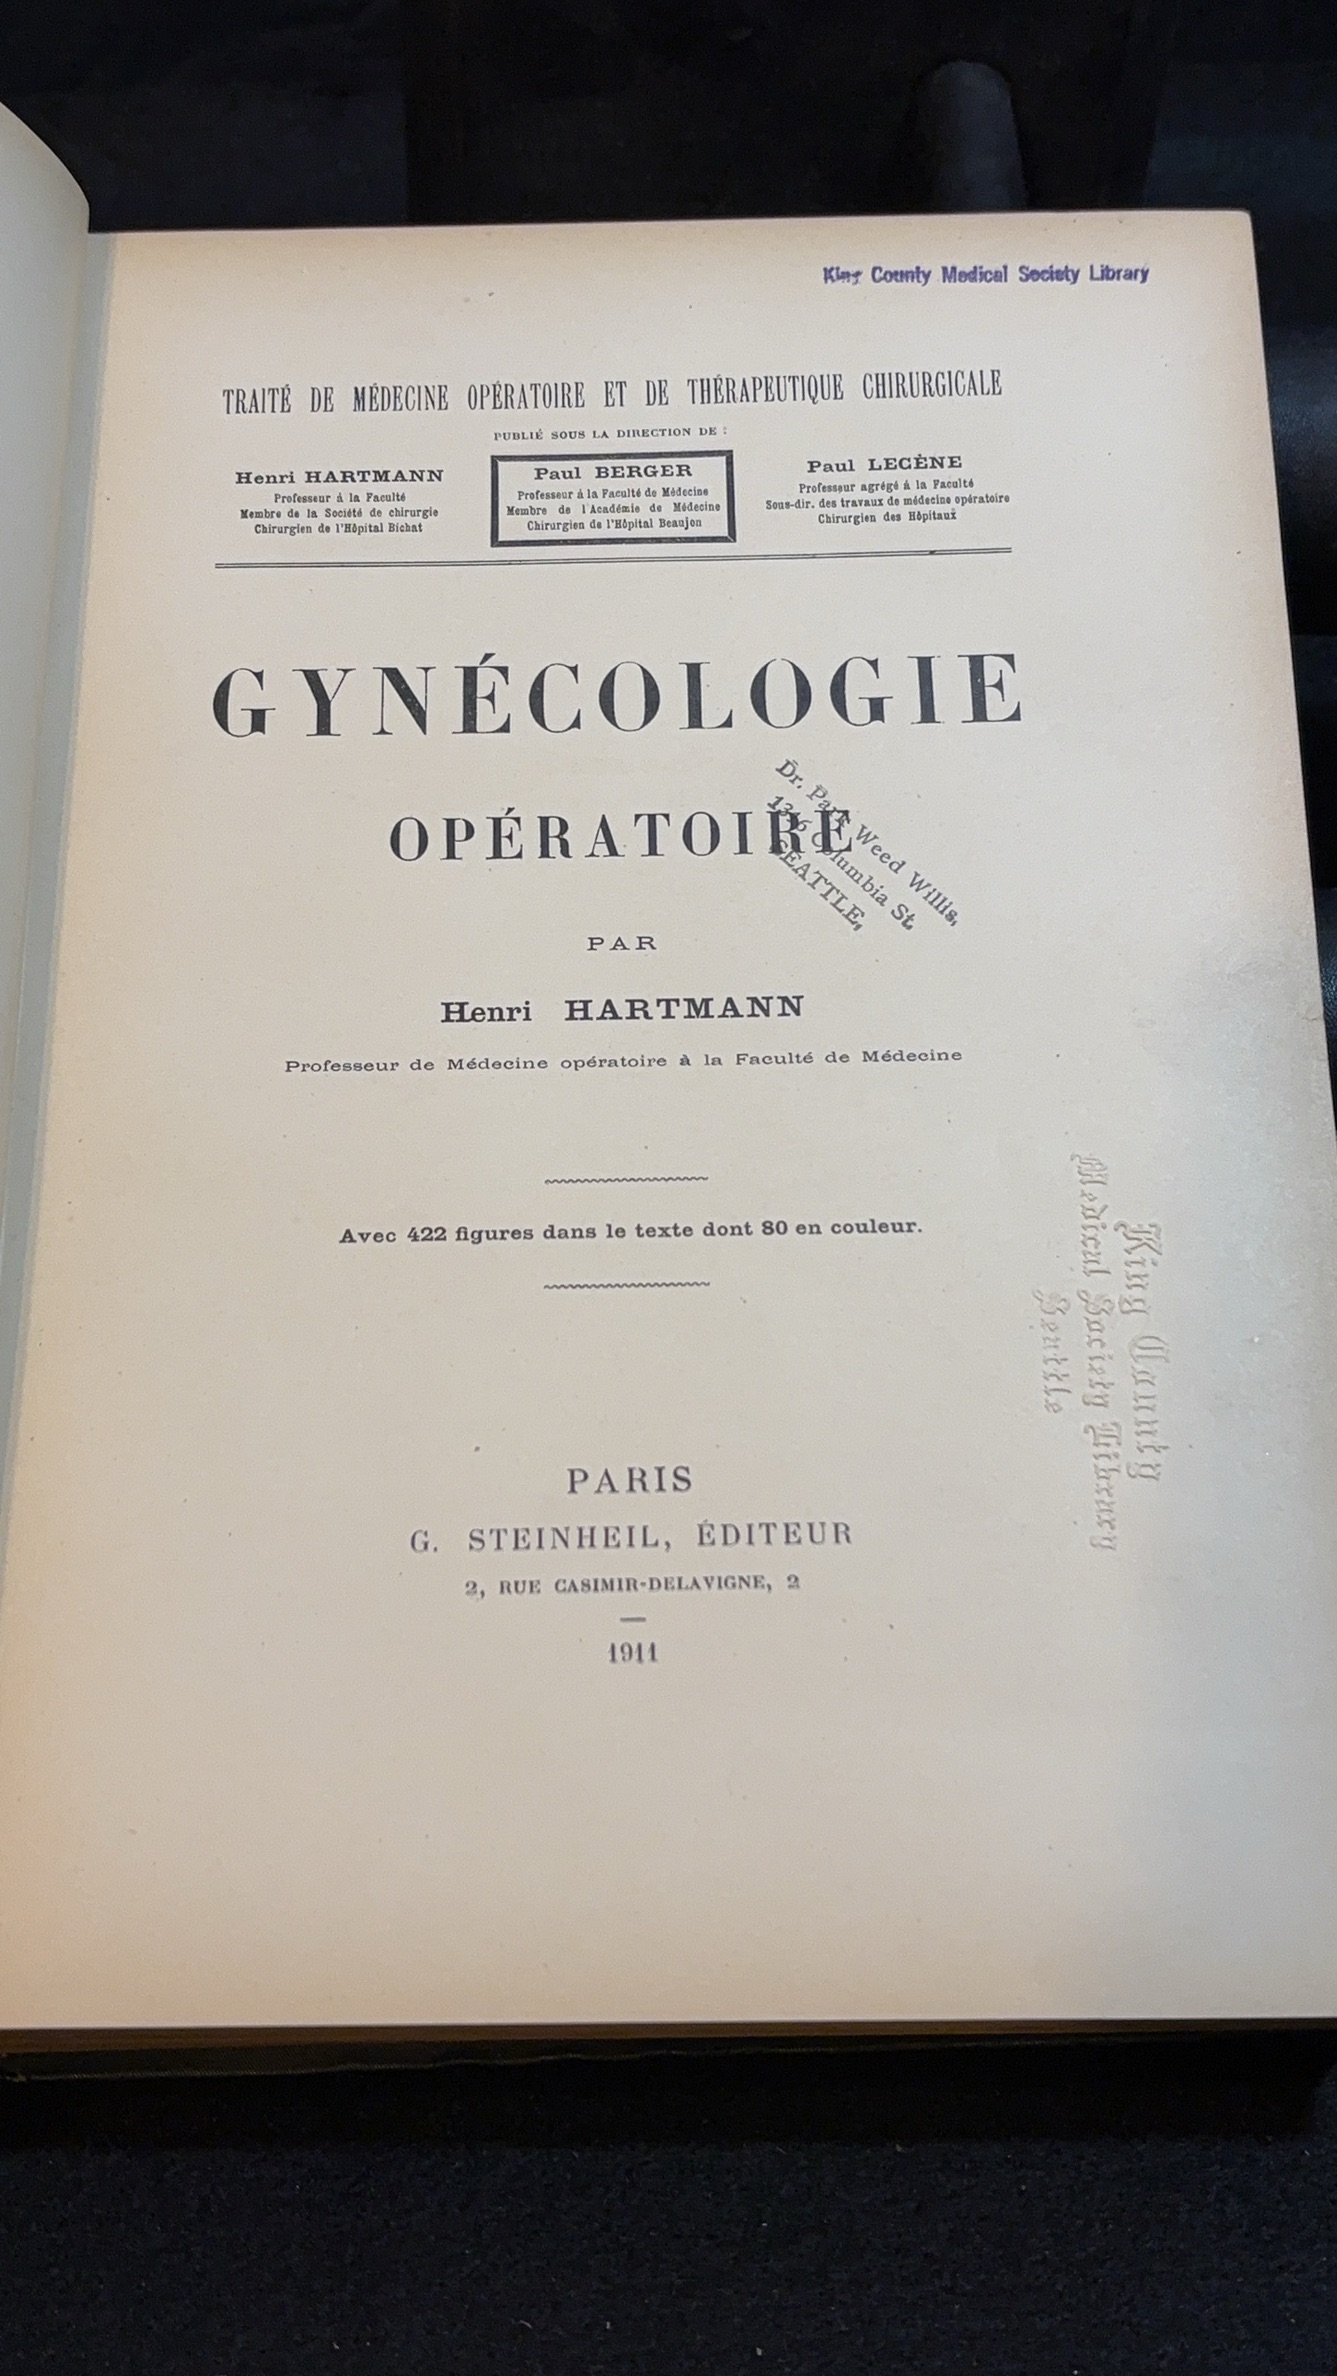 King County Medical Society Library
TRAITÉ DE MÉDECINE OPÉRATOIRE ET DE THÉRAPEUTIQUE CHIRURGICALE
PUBLIÉ SOUS LA DIRECTION DE :
Henri HARTMANN
Professeur à la Faculté
Membre de la Société de chirurgie
Chirurgien de l'Hôpital Bichat
Paul BERGER
Professeur à la Faculté de Médecine
Membre de l'Académie de Médecine
Chirurgien de l'Hôpital Beaujon
Paul LECÈNE
Professeur agrégé à la Faculté
Sous-dir. des travaux de médecine opératoire
Chirurgien des Hôpitaux
GYNÉCOLOGIE
OPÉRATOIRE
Dr. Park Weed Willis,
Columbia St.
SEATTLE,
PAR
Henri HARTMANN
Professeur de Médecine opératoire à la Faculté de Médecine
Avec 422 figures dans le texte dont 80 en couleur.
King County
Medical Society Library
Seattle
PARIS
G. STEINHEIL, ÉDITEUR
2, RUE CASIMIR-DELAVIGNE, 2
1911